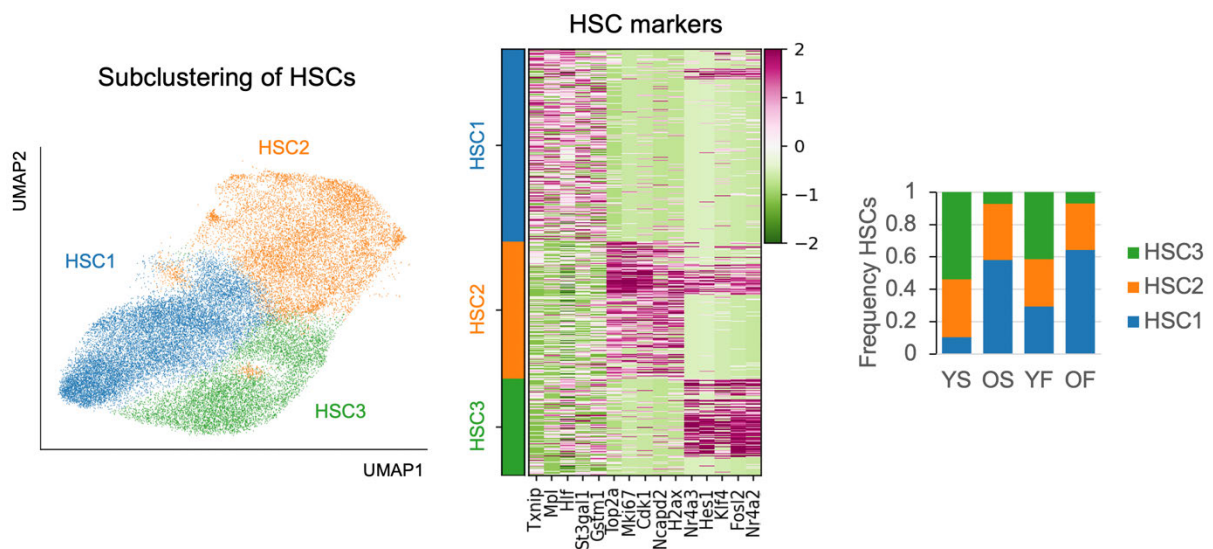 Subclustering of HSCs
UMAP2
HSC2
HSC1
HSC3
UMAP1
HSC markers
HSC1
HSC2
HSC3
2
1
0
−1
−2
Txnip
Mpl
Hlf
St3gal1
Gstm1
Top2a
Mki67
Cdk1
Ncapd2
H2ax
Nr4a3
Hes1
Klf4
Fosl2
Nr4a2
Frequency HSCs
1
0.8
0.6
0.4
0.2
0
YS OS YF OF
HSC3
HSC2
HSC1